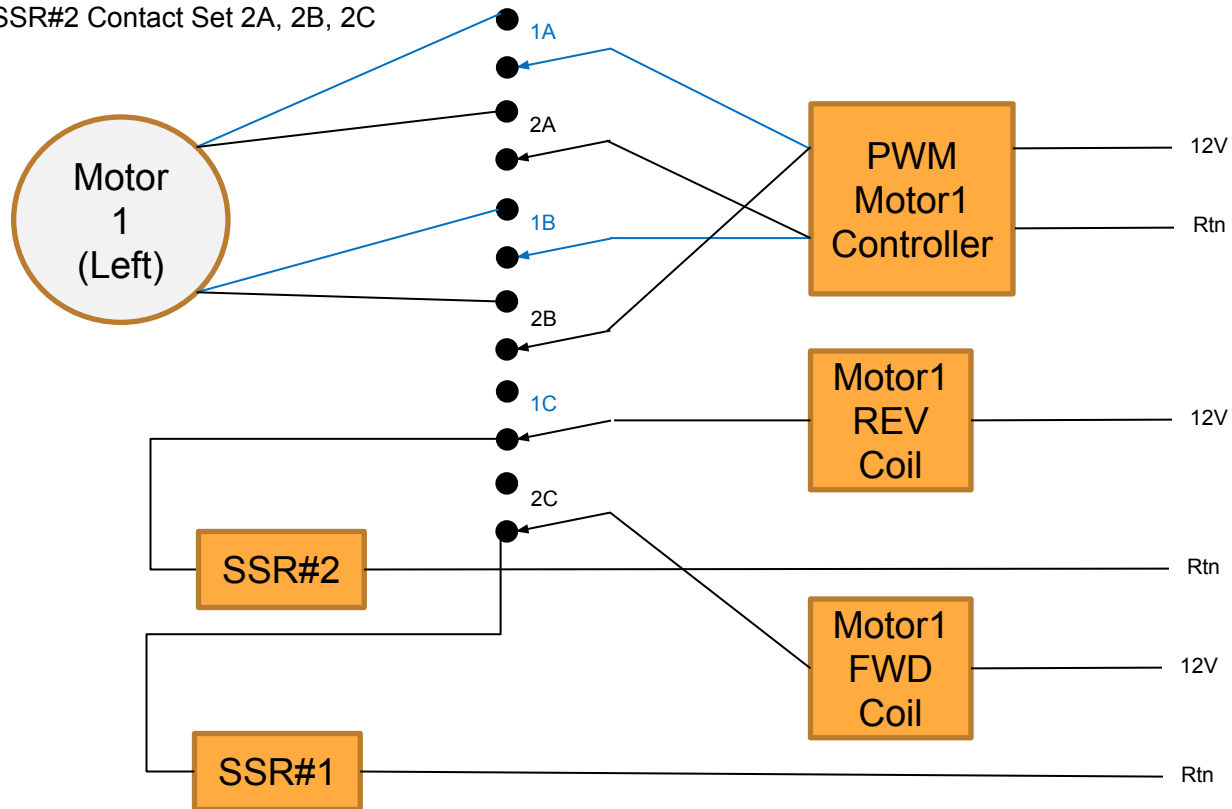 SSR#2 Contact Set 2A, 2B, 2C
1A
2A
1B
2B
1C
2C
Motor
1
(Left)
PWM
Motor1
Controller
12V
Rtn
Motor1
REV
Coil
12V
SSR#2
Rtn
Motor1
FWD
Coil
12V
SSR#1
Rtn